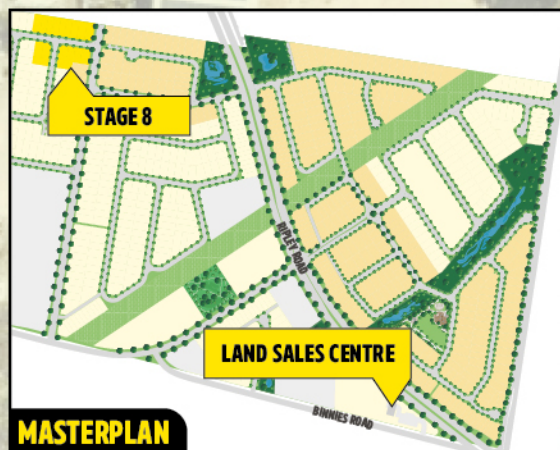 STAGE 8
RIPLEY ROAD
LAND SALES CENTRE
BINNIES ROAD
MASTERPLAN